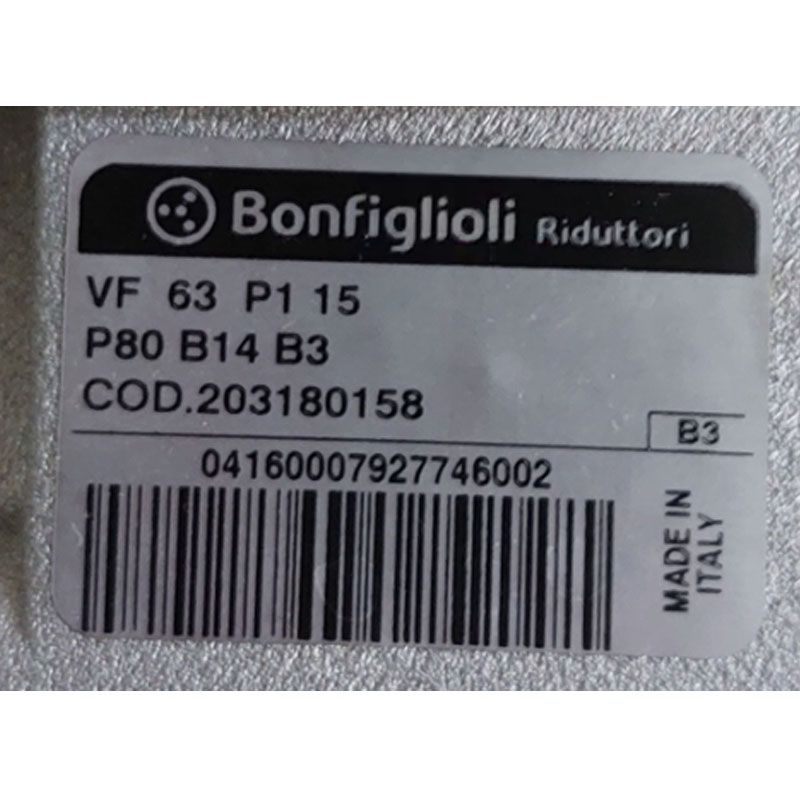 Bonfiglioli Riduttori
VF 63 P1 15
P80 B14 B3
COD.203180158
B3
04160007927746002
MADE IN
ITALY